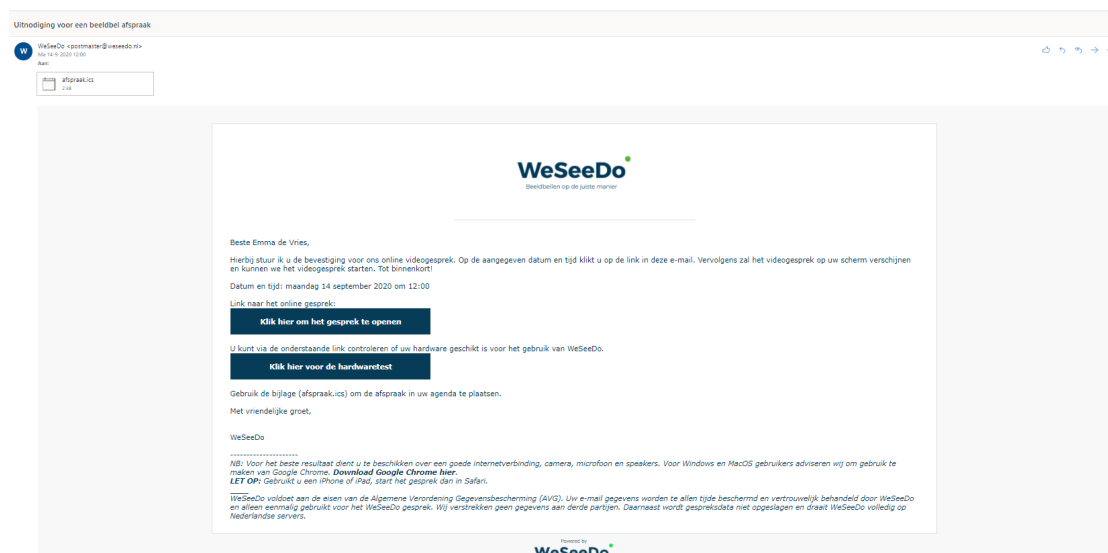 Uitnodiging voor een beeldbel afspraak
W
WeSeeDo <postmaster@weseedo.nl>
Ma 14-9-2020 12:00
Aan:
afspraak.ics
2 kB
WeSeeDo
Beeldbellen op de juiste manier
Beste Emma de Vries,
Hierbij stuur ik u de bevestiging voor ons online videogesprek. Op de aangegeven datum en tijd klikt u op de link in deze e-mail. Vervolgens zal het videogesprek op uw scherm verschijnen
en kunnen we het videogesprek starten. Tot binnenkort!
Datum en tijd: maandag 14 september 2020 om 12:00
Link naar het online gesprek:
Klik hier om het gesprek te openen
U kunt via de onderstaande link controleren of uw hardware geschikt is voor het gebruik van WeSeeDo.
Klik hier voor de hardwaretest
Gebruik de bijlage (afspraak.ics) om de afspraak in uw agenda te plaatsen.
Met vriendelijke groet,
WeSeeDo
---------------------
NB: Voor het beste resultaat dient u te beschikken over een goede internetverbinding, camera, microfoon en speakers. Voor Windows en MacOS gebruikers adviseren wij om gebruik te
maken van Google Chrome. Download Google Chrome hier.
LET OP: Gebruikt u een iPhone of iPad, start het gesprek dan in Safari.
WeSeeDo voldoet aan de eisen van de Algemene Verordening Gegevensbescherming (AVG). Uw e-mail gegevens worden te allen tijde beschermd en vertrouwelijk behandeld door WeSeeDo
en alleen eenmalig gebruikt voor het WeSeeDo gesprek. Wij verstrekken geen gegevens aan derde partijen. Daarnaast wordt gespreksdata niet opgeslagen en draait WeSeeDo volledig op
Nederlandse servers.
Powered by
WeSeeDo